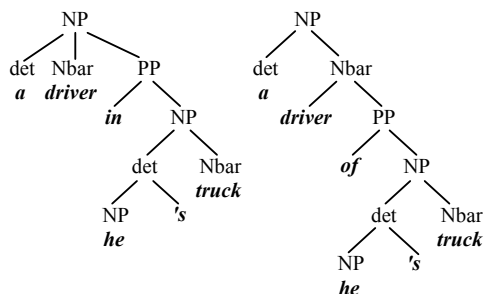 NP
det Nbar PP
a driver
in NP
det Nbar
truck
NP 's
he
NP
det Nbar
a
driver PP
of NP
det Nbar
truck
NP 's
he